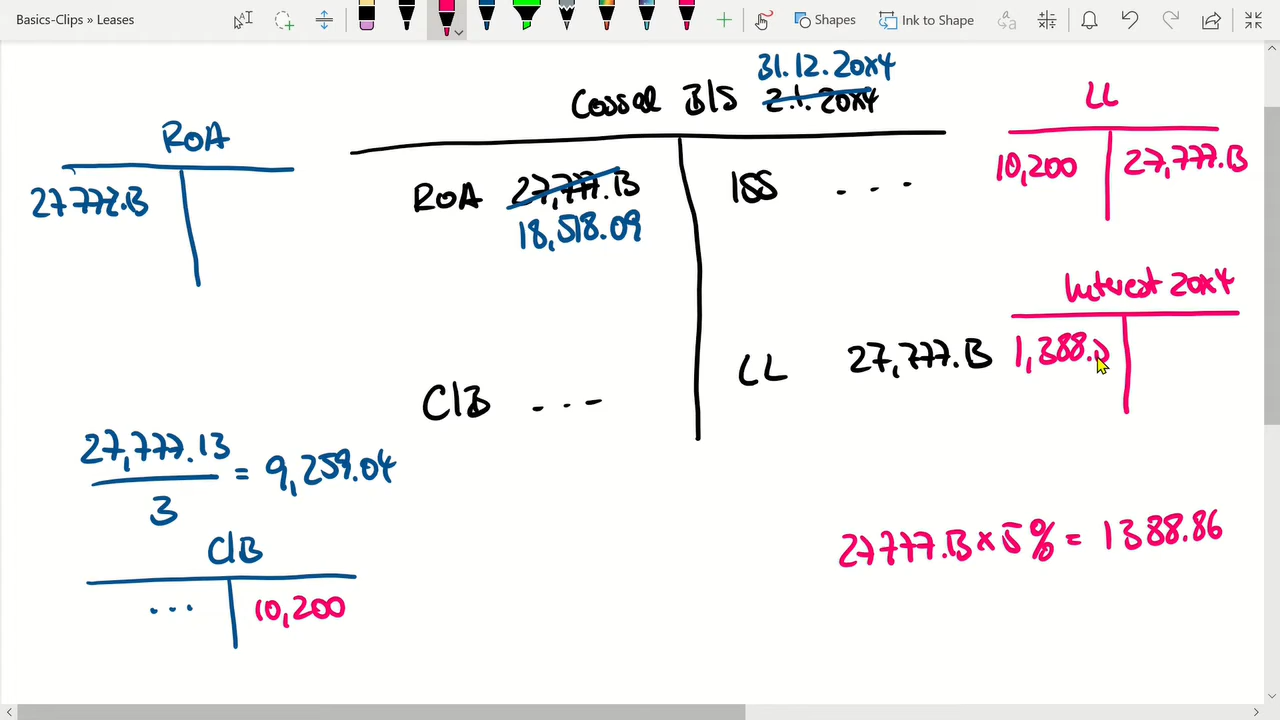 Basics-Clips » Leases
Shapes
Ink to Shape
31.12.20x4
Cossar B/S 2.1.20x4
LL
10,200 27,777.13
ROA
27,777.13
ROA 27,777.13
18,518.09
ISS ...
Interest 20x4
1,388.
LL 27,777.13
C/B ...
27,777.13
3
= 9,259.04
C/B
... 10,200
27777.13 x 5% = 1388.86